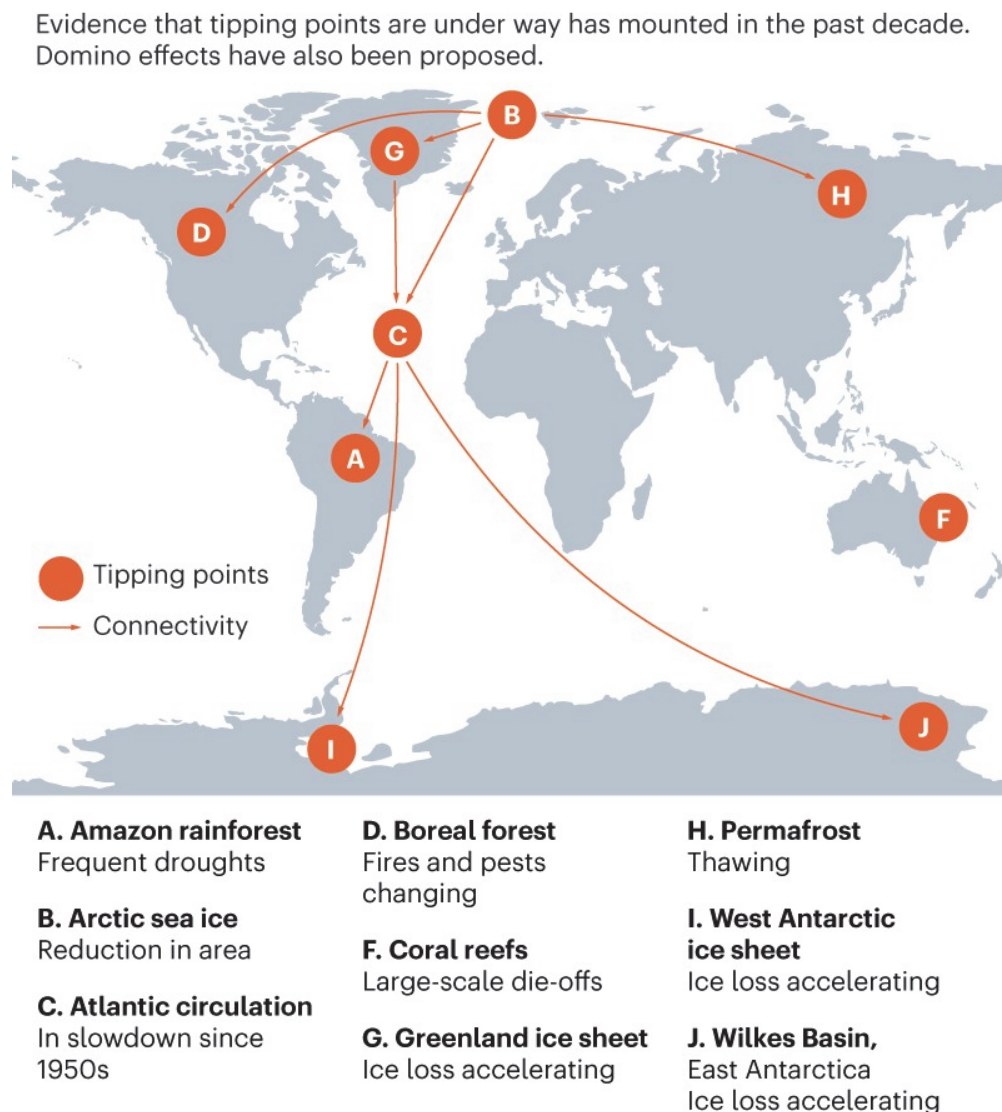 Evidence that tipping points are under way has mounted in the past decade.
Domino effects have also been proposed.
B
G
H
D
C
A
F
Tipping points
Connectivity
J
I
A. Amazon rainforest
Frequent droughts
B. Arctic sea ice
Reduction in area
C. Atlantic circulation
In slowdown since
1950s
D. Boreal forest
Fires and pests
changing
F. Coral reefs
Large-scale die-offs
G. Greenland ice sheet
Ice loss accelerating
H. Permafrost
Thawing
I. West Antarctic
ice sheet
Ice loss accelerating
J. Wilkes Basin,
East Antarctica
Ice loss accelerating